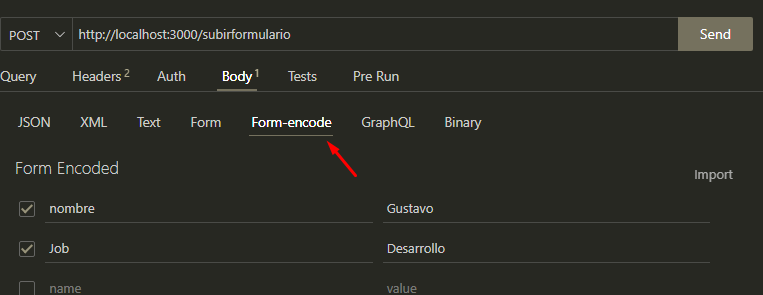 POST http://localhost:3000/subirformulario Send
Query Headers 2 Auth Body 1 Tests Pre Run
JSON XML Text Form Form-encode GraphQL Binary
Form Encoded
Import
nombre Gustavo
Job Desarrollo
name value